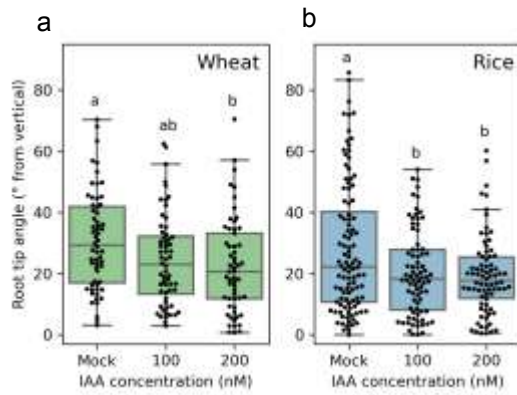 a
b
Wheat
Rice
a
ab
b
a
b
b
Root tip angle (° from vertical)
80
60
40
20
0
80
60
40
20
0
Mock 100 200
Mock 100 200
IAA concentration (nM)
IAA concentration (nM)